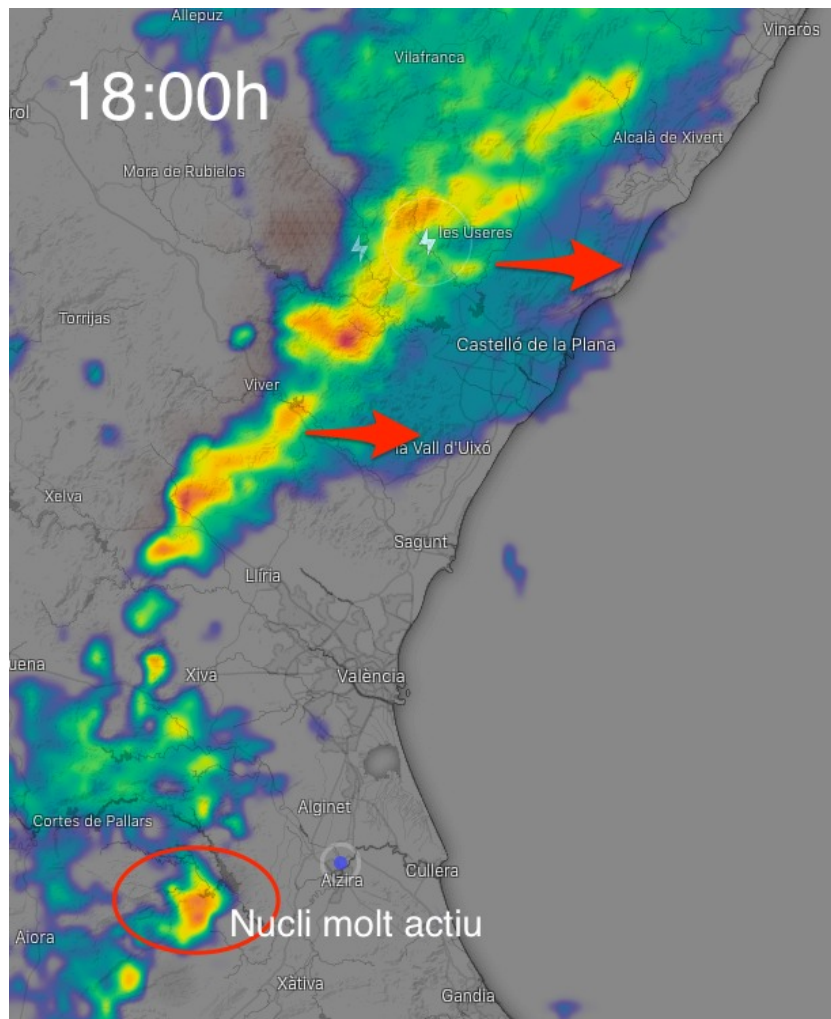 Allepuz
Vinaròs
Vilafranca
18:00h
rol
Alcalà de Xivert
Mora de Rubielos
les Useres
Torrijas
Castelló de la Plana
Viver
la Vall d'Uixó
Xelva
Sagunt
Llíria
uena
Xiva
València
Alginet
Cortes de Pallars
Cullera
Alzira
Nucli molt actiu
Aiora
Xàtiva
Gandia